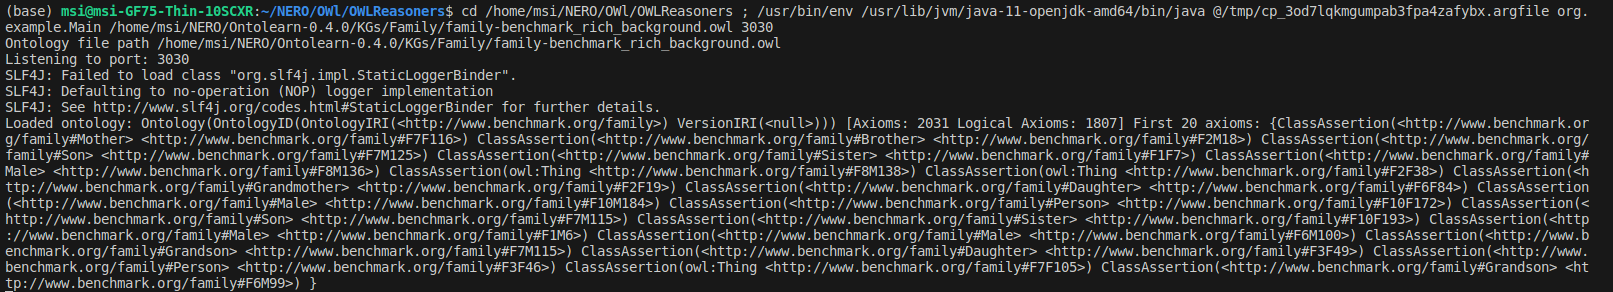 (base) msi@msi-GF75-Thin-10SCXR:~/NERO/OWl/OWLReasoners$ cd /home/msi/NERO/OWl/OWLReasoners ; /usr/bin/env /usr/lib/jvm/java-11-openjdk-amd64/bin/java @/tmp/cp_3od7lqkmgumpab3fpa4zafybx.argfile org.
example.Main /home/msi/NERO/Ontolearn-0.4.0/KGs/Family/family-benchmark_rich_background.owl 3030
Ontology file path /home/msi/NERO/Ontolearn-0.4.0/KGs/Family/family-benchmark_rich_background.owl
Listening to port: 3030
SLF4J: Failed to load class "org.slf4j.impl.StaticLoggerBinder".
SLF4J: Defaulting to no-operation (NOP) logger implementation
SLF4J: See http://www.slf4j.org/codes.html#StaticLoggerBinder for further details.
Loaded ontology: Ontology(OntologyID(OntologyIRI(<http://www.benchmark.org/family>) VersionIRI(<null>))) [Axioms: 2031 Logical Axioms: 1807] First 20 axioms: {ClassAssertion(<http://www.benchmark.or
g/family#Mother> <http://www.benchmark.org/family#F7F116>) ClassAssertion(<http://www.benchmark.org/family#Brother> <http://www.benchmark.org/family#F2M18>) ClassAssertion(<http://www.benchmark.org/
family#Son> <http://www.benchmark.org/family#F7M125>) ClassAssertion(<http://www.benchmark.org/family#Sister> <http://www.benchmark.org/family#F1F7>) ClassAssertion(<http://www.benchmark.org/family#
Male> <http://www.benchmark.org/family#F8M136>) ClassAssertion(owl:Thing <http://www.benchmark.org/family#F8M138>) ClassAssertion(owl:Thing <http://www.benchmark.org/family#F2F38>) ClassAssertion(<h
ttp://www.benchmark.org/family#Grandmother> <http://www.benchmark.org/family#F2F19>) ClassAssertion(<http://www.benchmark.org/family#Daughter> <http://www.benchmark.org/family#F6F84>) ClassAssertion
(<http://www.benchmark.org/family#Male> <http://www.benchmark.org/family#F10M184>) ClassAssertion(<http://www.benchmark.org/family#Person> <http://www.benchmark.org/family#F10F172>) ClassAssertion(<
http://www.benchmark.org/family#Son> <http://www.benchmark.org/family#F7M115>) ClassAssertion(<http://www.benchmark.org/family#Sister> <http://www.benchmark.org/family#F10F193>) ClassAssertion(<http
://www.benchmark.org/family#Male> <http://www.benchmark.org/family#F1M6>) ClassAssertion(<http://www.benchmark.org/family#Male> <http://www.benchmark.org/family#F6M100>) ClassAssertion(<http://www.b
enchmark.org/family#Grandson> <http://www.benchmark.org/family#F7M115>) ClassAssertion(<http://www.benchmark.org/family#Daughter> <http://www.benchmark.org/family#F3F49>) ClassAssertion(<http://www.
benchmark.org/family#Person> <http://www.benchmark.org/family#F3F46>) ClassAssertion(owl:Thing <http://www.benchmark.org/family#F7F105>) ClassAssertion(<http://www.benchmark.org/family#Grandson> <ht
tp://www.benchmark.org/family#F6M99>) }